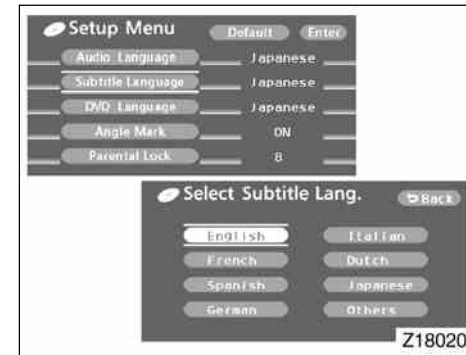 Setup Menu Default Enter
Audio Language Japanese
Subtitle Language Japanese
DVD Language Japanese
Angle Mark ON
Parental Lock 8
Select Subtitle Lang. Back
English Italian
French Dutch
Spanish Japanese
German Others
Z18020